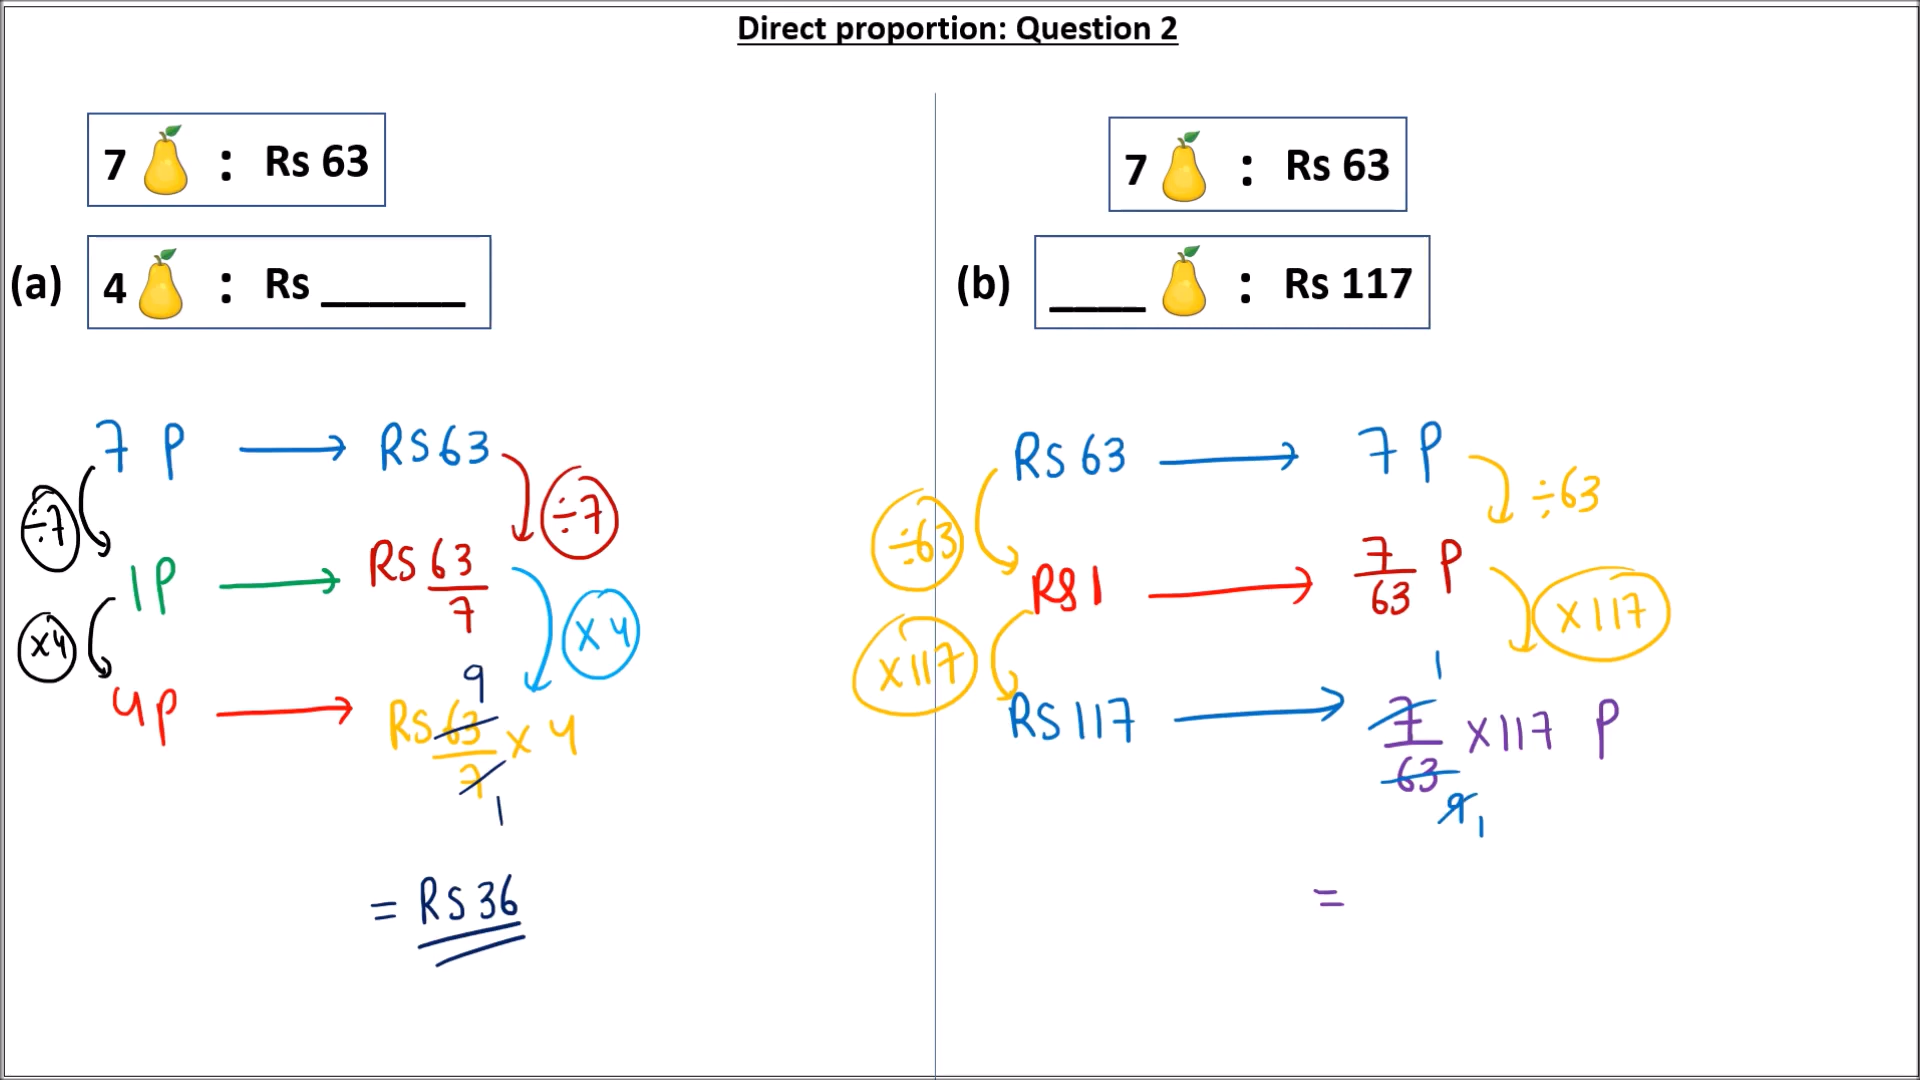 Direct proportion: Question 2
7 : Rs 63
(a) 4 : Rs ______
7 P → RS 63
÷7
÷7
1P → RS 63/7
x4
x4
4P → RS 63/7 x 4
9
1
= RS 36
7 : Rs 63
(b) ____ : Rs 117
RS 63 → 7 P
÷63
÷63
RS 1 → 7/63 P
x117
x117
RS 117 → 7/63 x117 P
1
9 1
=